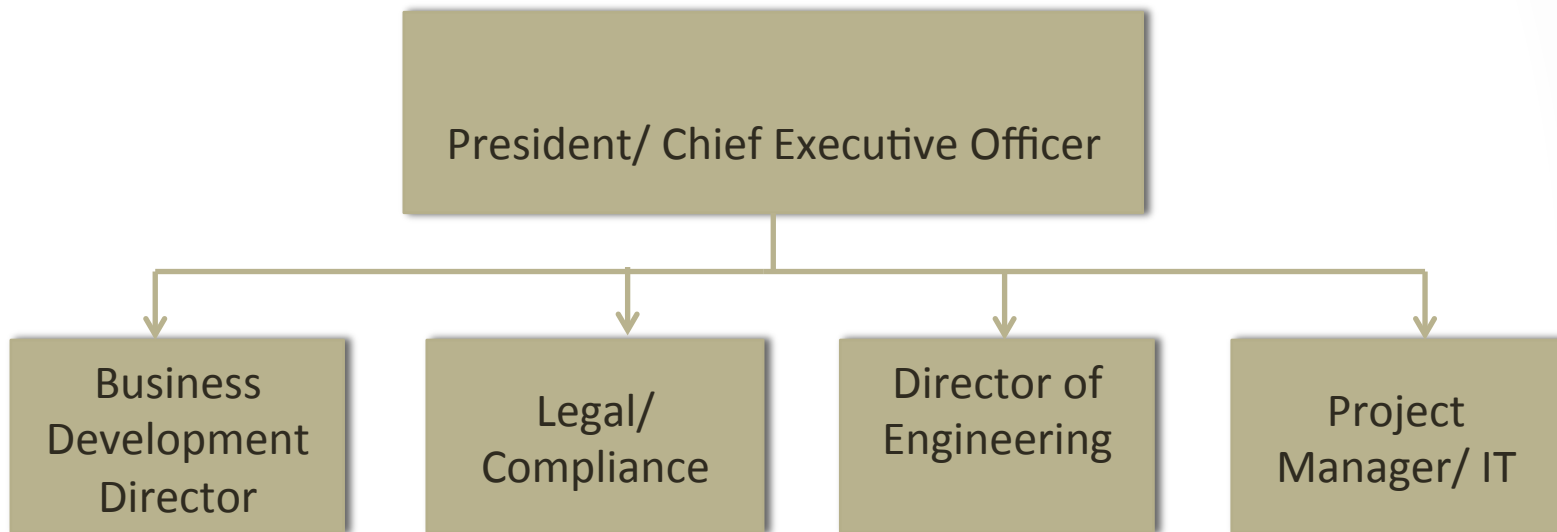 President/ Chief Executive Officer
Business
Development
Director
Legal/
Compliance
Director of
Engineering
Project
Manager/ IT